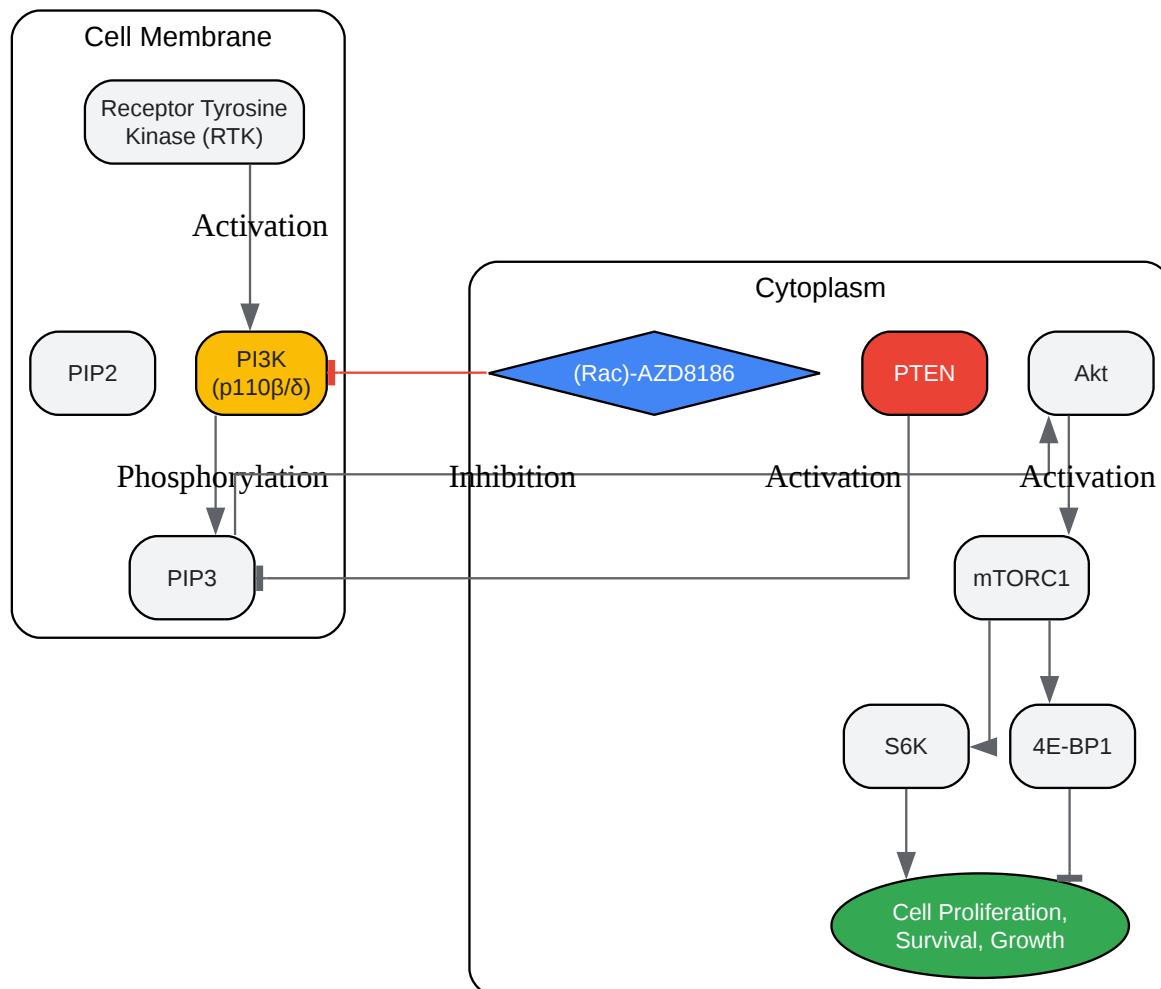 Cell Membrane
Receptor Tyrosine
Kinase (RTK)
Activation
Cytoplasm
PIP2
PI3K
(p110β/δ)
(Rac)-AZD8186
PTEN
Akt
Phosphorylation
Inhibition
Activation
Activation
PIP3
mTORC1
S6K
4E-BP1
Cell Proliferation,
Survival, Growth